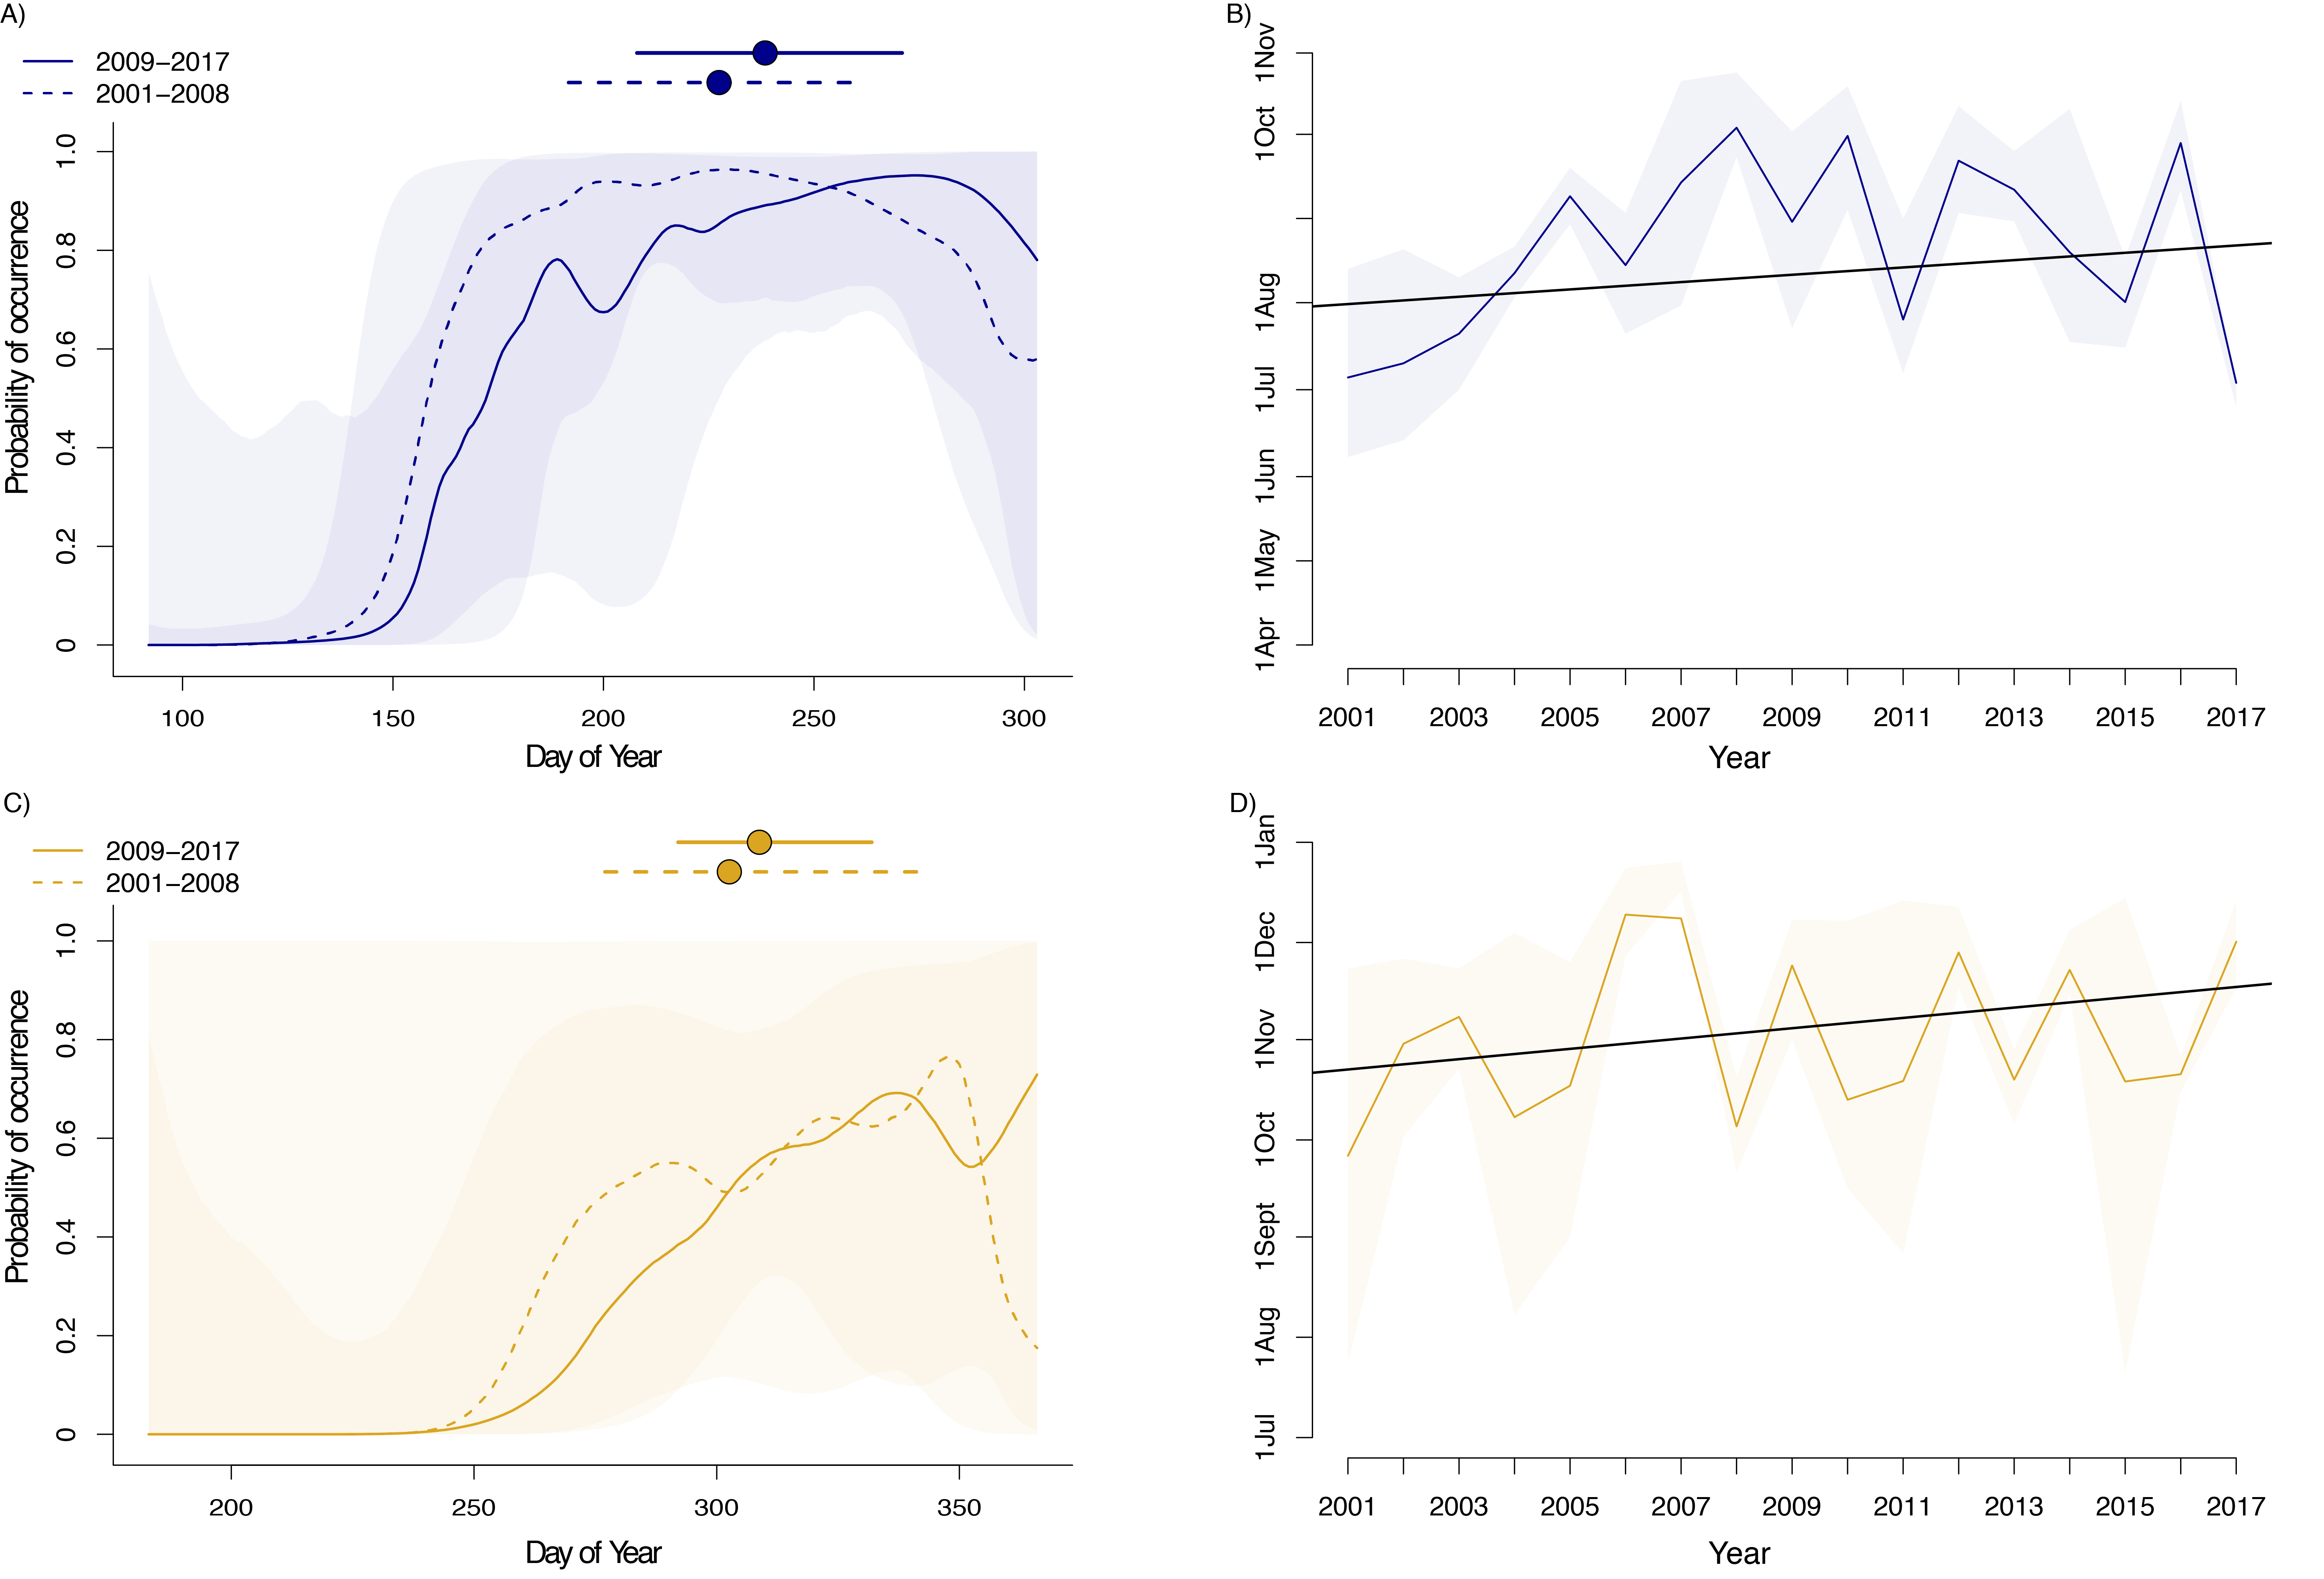 A)
2009–2017
2001–2008
Probability of occurrence
1.0
0.8
0.6
0.4
0.2
0
100 150 200 250 300
Day of Year
B)
1Nov
1Oct
1Aug
1Jul
1Jun
1May
1Apr
2001 2003 2005 2007 2009 2011 2013 2015 2017
Year
C)
2009–2017
2001–2008
Probability of occurrence
1.0
0.8
0.6
0.4
0.2
0
200 250 300 350
Day of Year
D)
1Jan
1Dec
1Nov
1Oct
1Sept
1Aug
1Jul
2001 2003 2005 2007 2009 2011 2013 2015 2017
Year